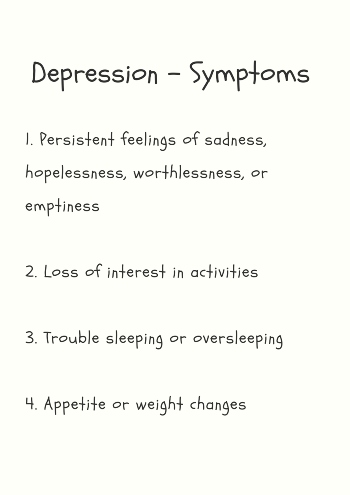 Depression - Symptoms
1. Persistent feelings of sadness,
hopelessness, worthlessness, or
emptiness
2. Loss of interest in activities
3. Trouble sleeping or oversleeping
4. Appetite or weight changes